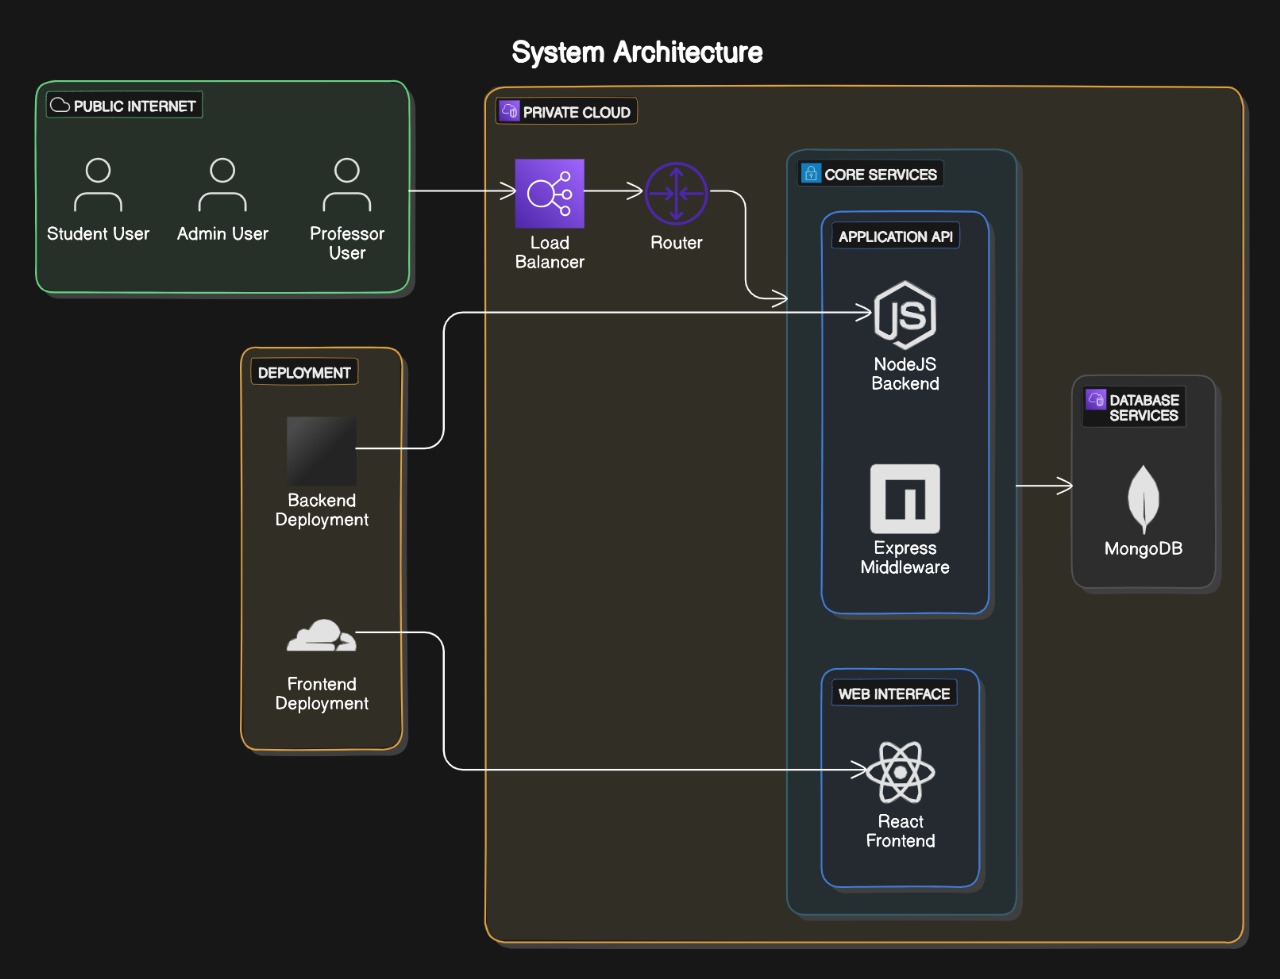 System Architecture
PUBLIC INTERNET
Student User
Admin User
Professor
User
PRIVATE CLOUD
Load
Balancer
Router
CORE SERVICES
APPLICATION API
JS
NodeJS
Backend
Express
Middleware
DATABASE
SERVICES
MongoDB
DEPLOYMENT
Backend
Deployment
Frontend
Deployment
WEB INTERFACE
React
Frontend